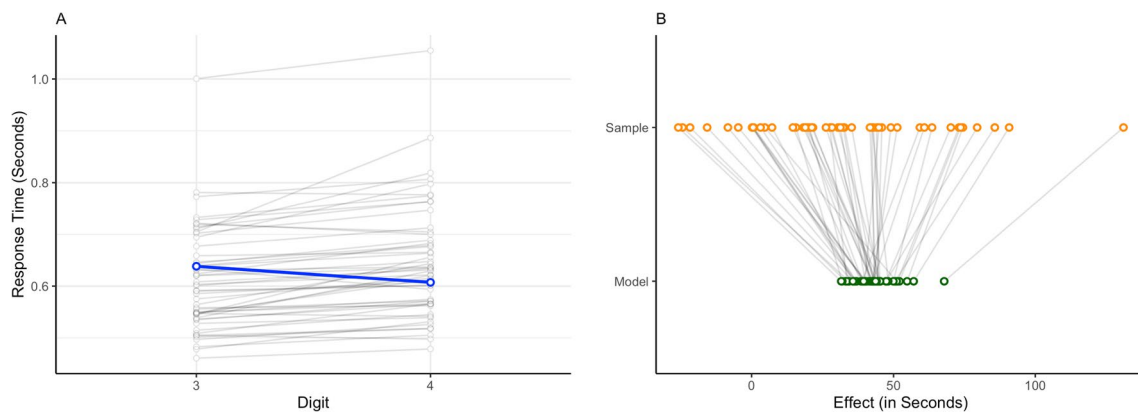 A
Response Time (Seconds)
1.0
0.8
0.6
3
4
Digit
B
Sample
Model
0
50
100
Effect (in Seconds)